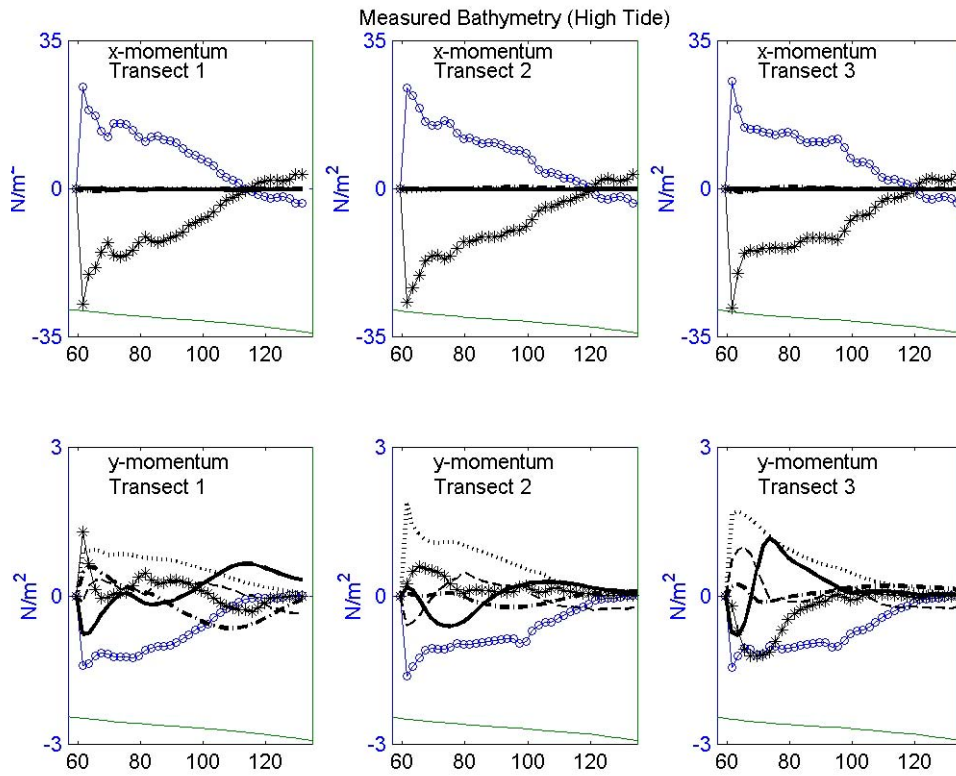 Measured Bathymetry (High Tide)
35
x-momentum
Transect 1
0
N/m²
-35
60 80 100 120
35
x-momentum
Transect 2
0
N/m²
-35
60 80 100 120
35
x-momentum
Transect 3
0
N/m²
-35
60 80 100 120
3
y-momentum
Transect 1
0
N/m²
-3
60 80 100 120
3
y-momentum
Transect 2
0
N/m²
-3
60 80 100 120
3
y-momentum
Transect 3
0
N/m²
-3
60 80 100 120